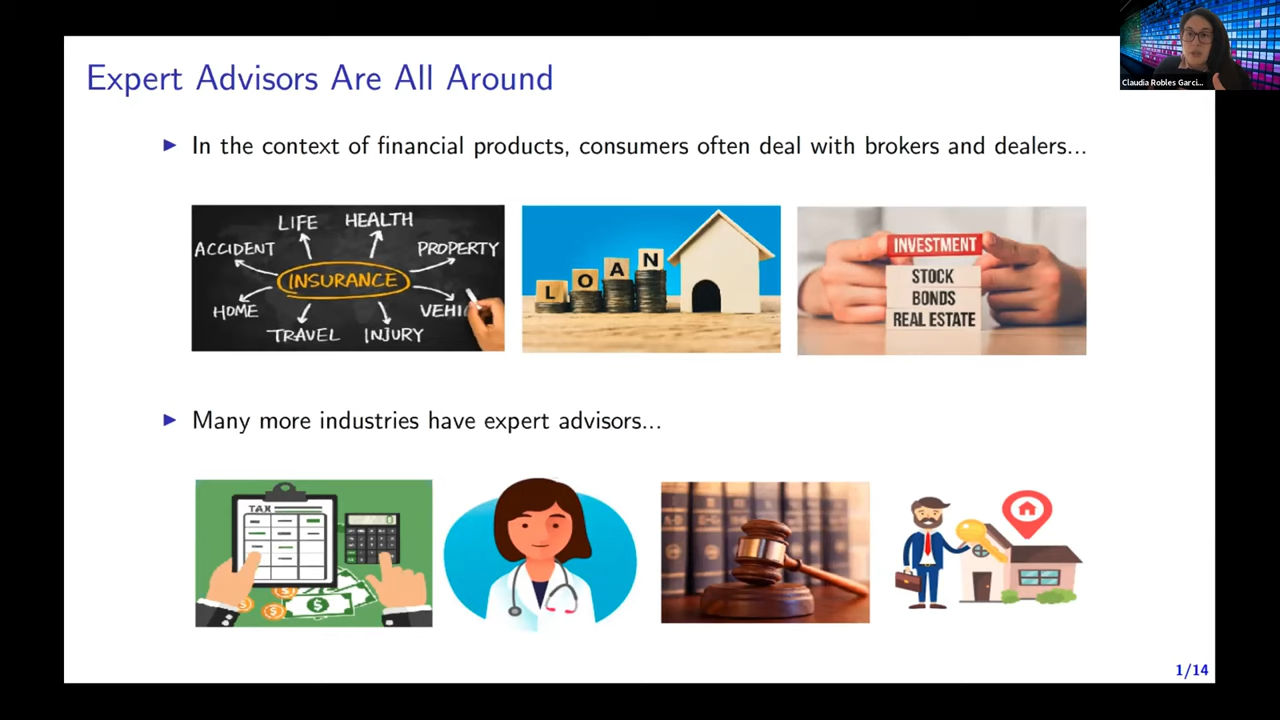 Expert Advisors Are All Around
Claudia Robles Garci...
▶ In the context of financial products, consumers often deal with brokers and dealers...
LIFE HEALTH
ACCIDENT PROPERTY
INSURANCE
HOME VEHI
TRAVEL INJURY
L O A N
INVESTMENT
STOCK
BONDS
REAL ESTATE
▶ Many more industries have expert advisors...
TAX
0
$
1/14